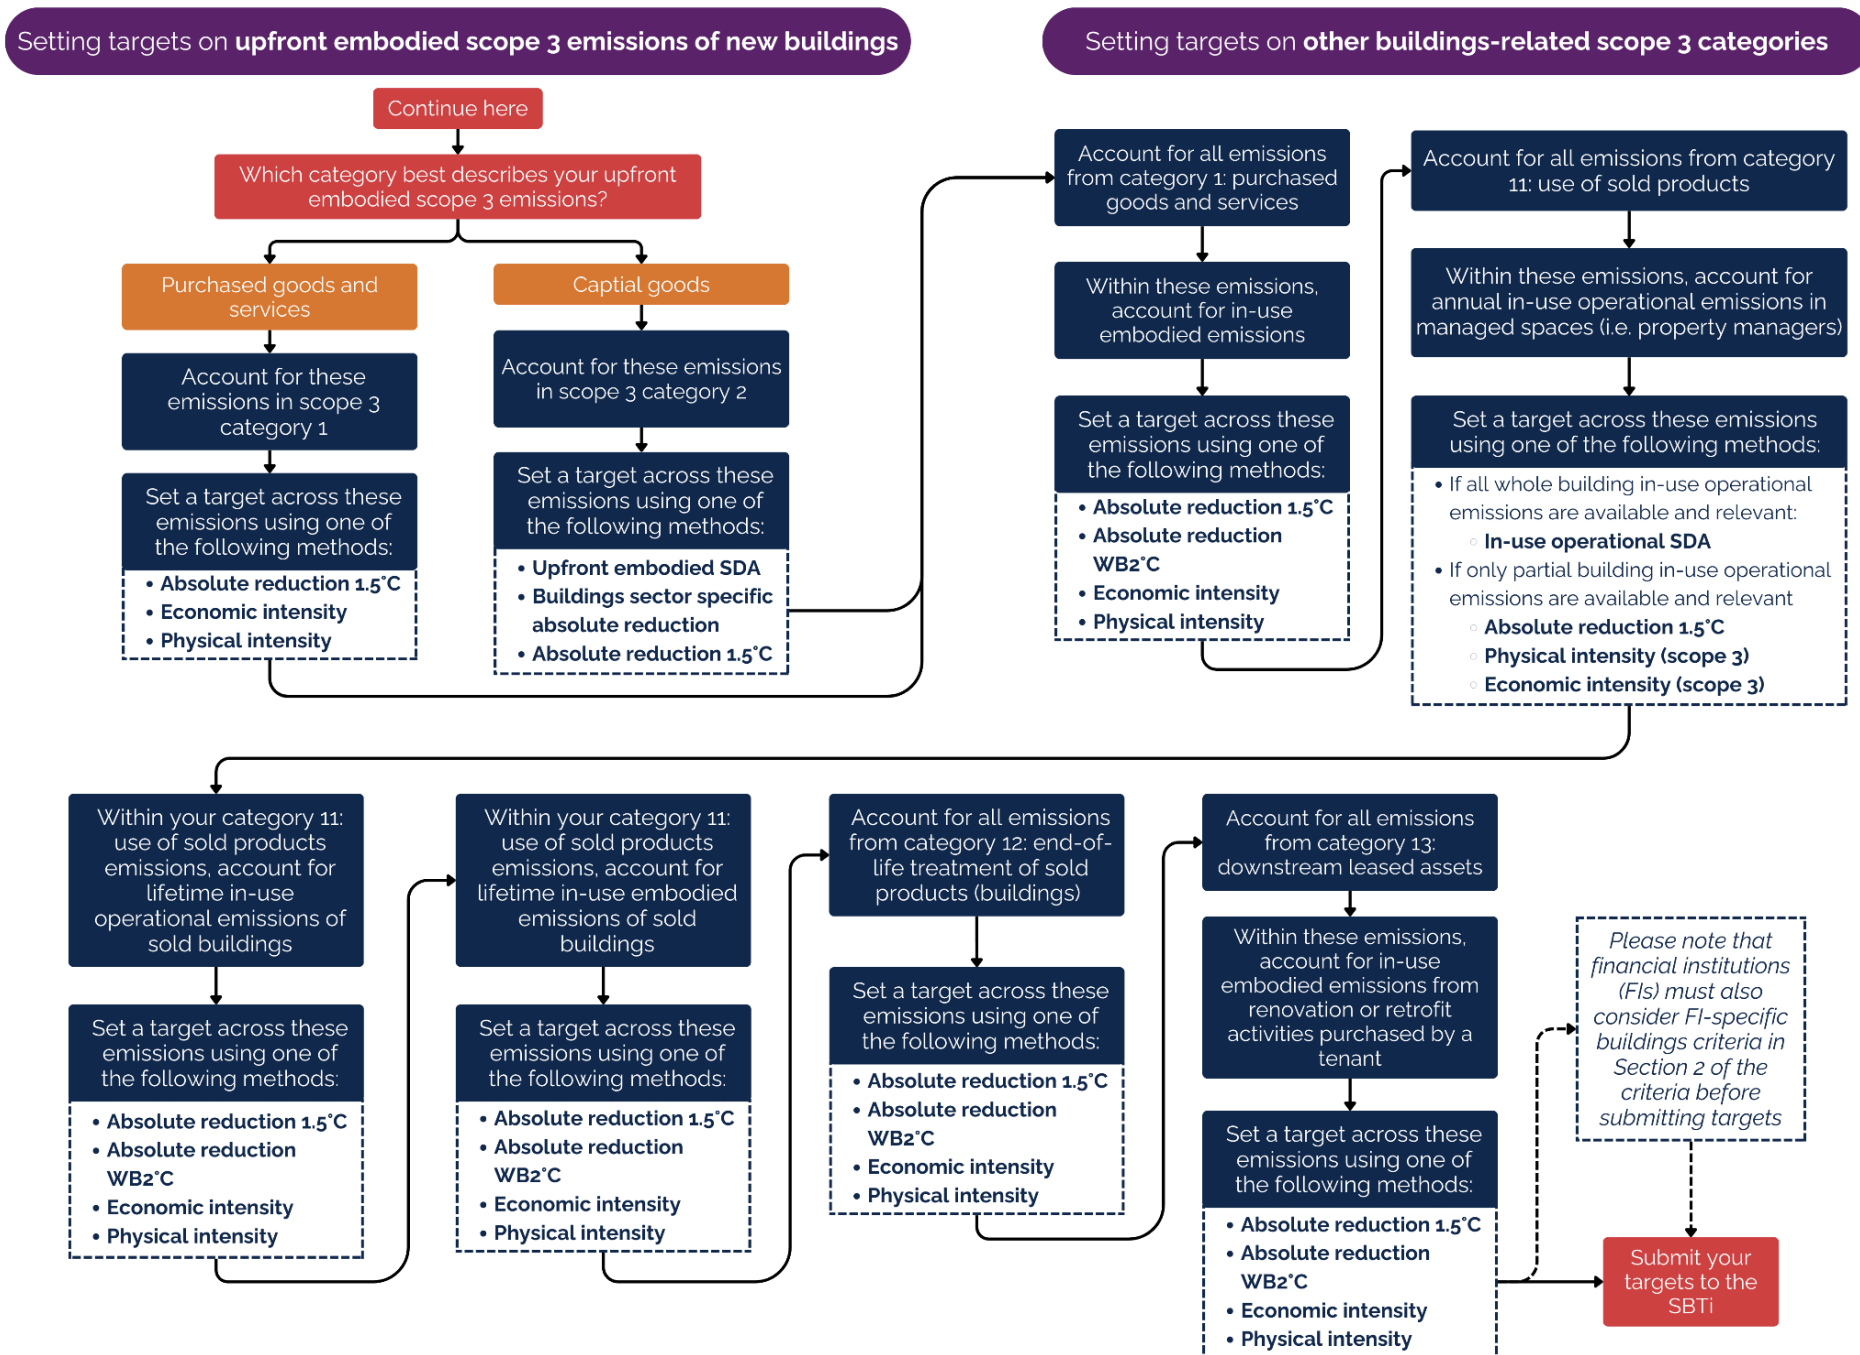 Setting targets on upfront embodied scope 3 emissions of new buildings
Setting targets on other buildings-related scope 3 categories
Continue here
Which category best describes your upfront
embodied scope 3 emissions?
Purchased goods and
services
Account for these
emissions in scope 3
category 1
Set a target across these
emissions using one of
the following methods:
• Absolute reduction 1.5°C
• Economic intensity
• Physical intensity
Captial goods
Account for these emissions
in scope 3 category 2
Set a target across these
emissions using one of
the following methods:
• Upfront embodied SDA
• Buildings sector specific
absolute reduction
• Absolute reduction 1.5°C
Account for all emissions
from category 1: purchased
goods and services
Within these emissions,
account for in-use
embodied emissions
Set a target across these
emissions using one of
the following methods:
• Absolute reduction 1.5°C
• Absolute reduction
WB2°C
• Economic intensity
• Physical intensity
Account for all emissions from category
11: use of sold products
Within these emissions, account for
annual in-use operational emissions in
managed spaces (i.e. property managers)
Set a target across these emissions
using one of the following methods:
• If all whole building in-use operational
emissions are available and relevant:
○ In-use operational SDA
• If only partial building in-use operational
emissions are available and relevant
○ Absolute reduction 1.5°C
○ Physical intensity (scope 3)
○ Economic intensity (scope 3)
Within your category 11:
use of sold products
emissions, account for
lifetime in-use
operational emissions of
sold buildings
Set a target across these
emissions using one of
the following methods:
• Absolute reduction 1.5°C
• Absolute reduction
WB2°C
• Economic intensity
• Physical intensity
Within your category 11:
use of sold products
emissions, account for
lifetime in-use embodied
emissions of sold
buildings
Set a target across these
emissions using one of
the following methods:
• Absolute reduction 1.5°C
• Absolute reduction
WB2°C
• Economic intensity
• Physical intensity
Account for all emissions
from category 12: end-of-
life treatment of sold
products (buildings)
Set a target across these
emissions using one of
the following methods:
• Absolute reduction 1.5°C
• Absolute reduction
WB2°C
• Economic intensity
• Physical intensity
Account for all emissions
from category 13:
downstream leased assets
Within these emissions,
account for in-use
embodied emissions from
renovation or retrofit
activities purchased by a
tenant
Set a target across these
emissions using one of
the following methods:
• Absolute reduction 1.5°C
• Absolute reduction
WB2°C
• Economic intensity
• Physical intensity
Please note that
financial institutions
(FIs) must also
consider FI-specific
buildings criteria in
Section 2 of the
criteria before
submitting targets
Submit your
targets to the
SBTi